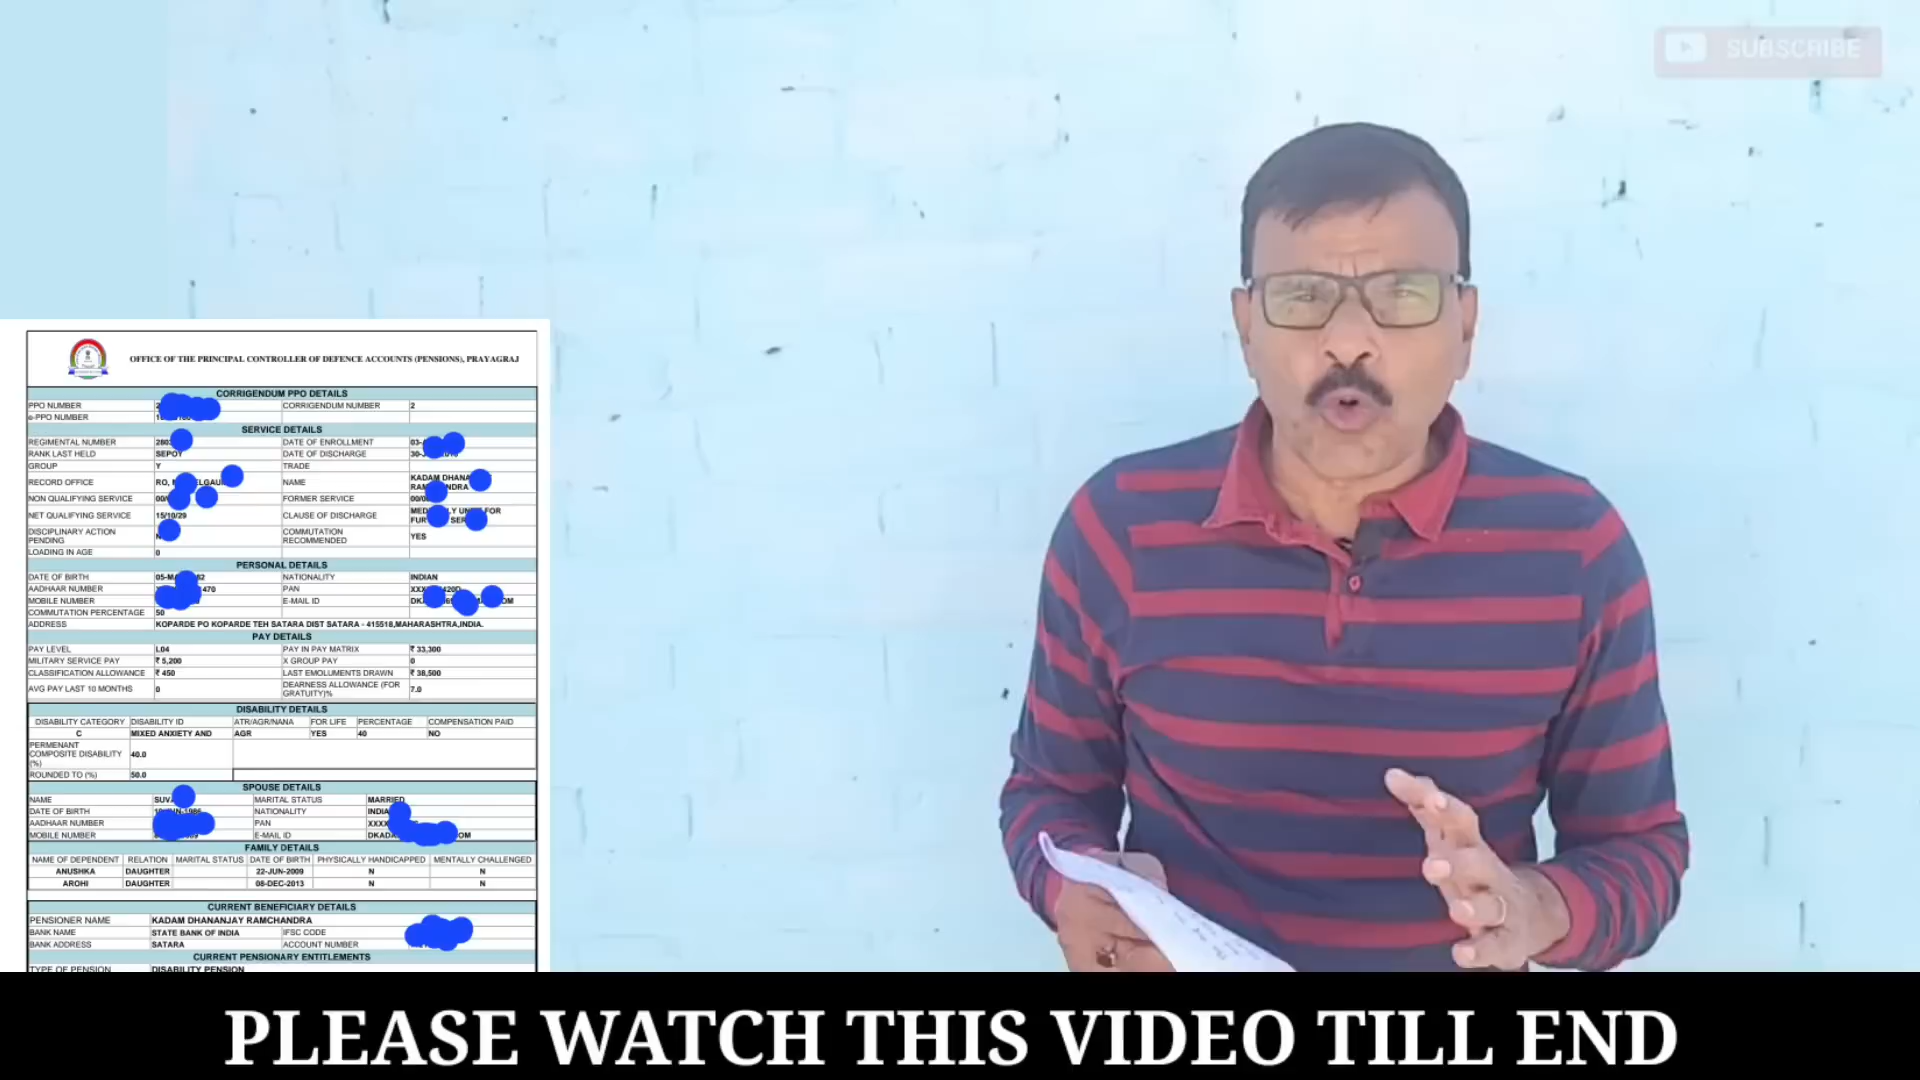 SUBSCRIBE
OFFICE OF THE PRINCIPAL CONTROLLER OF DEFENCE ACCOUNTS (PENSIONS), PRAYAGRAJ
CORRIGENDUM PPO DETAILS
PPO NUMBER CORRIGENDUM NUMBER 2
e-PPO NUMBER
SERVICE DETAILS
REGIMENTAL NUMBER DATE OF ENROLLMENT
RANK LAST HELD SEPOY DATE OF DISCHARGE
GROUP Y TRADE
RECORD OFFICE RO, NAME KADAM
NON QUALIFYING SERVICE FORMER SERVICE
NET QUALIFYING SERVICE 15/10/29 CLAUSE OF DISCHARGE FOR
DISCIPLINARY ACTION PENDING COMMUTATION RECOMMENDED YES
LOADING IN AGE 0
PERSONAL DETAILS
DATE OF BIRTH NATIONALITY INDIAN
AADHAAR NUMBER PAN
MOBILE NUMBER E-MAIL ID
COMMUTATION PERCENTAGE 50
ADDRESS KOPARDE PO KOPARDE TEH SATARA DIST SATARA - 415518,MAHARASHTRA,INDIA.
PAY DETAILS
PAY LEVEL L04 PAY IN PAY MATRIX ₹ 33,300
MILITARY SERVICE PAY ₹ 5,200 X GROUP PAY 0
CLASSIFICATION ALLOWANCE ₹ 450 LAST EMOLUMENTS DRAWN ₹ 38,500
AVG PAY LAST 10 MONTHS 0 DEARNESS ALLOWANCE (FOR GRATUITY)% 7.0
DISABILITY DETAILS
DISABILITY CATEGORY DISABILITY ID ATR/AGR/NANA FOR LIFE PERCENTAGE COMPENSATION PAID
C MIXED ANXIETY AND AGR YES 40 NO
PERMENANT COMPOSITE DISABILITY (%) 40.0
ROUNDED TO (%) 50.0
SPOUSE DETAILS
NAME MARITAL STATUS MARRIED
DATE OF BIRTH NATIONALITY
AADHAAR NUMBER PAN
MOBILE NUMBER E-MAIL ID
FAMILY DETAILS
NAME OF DEPENDENT RELATION MARITAL STATUS DATE OF BIRTH PHYSICALLY HANDICAPPED MENTALLY CHALLENGED
ANUSHKA DAUGHTER 22-JUN-2009 N N
AROHI DAUGHTER 08-DEC-2013 N N
CURRENT BENEFICIARY DETAILS
PENSIONER NAME KADAM DHANANJAY RAMCHANDRA
BANK NAME STATE BANK OF INDIA IFSC CODE
BANK ADDRESS SATARA ACCOUNT NUMBER
CURRENT PENSIONARY ENTITLEMENTS
TYPE OF PENSION DISABILITY PENSION
PLEASE WATCH THIS VIDEO TILL END